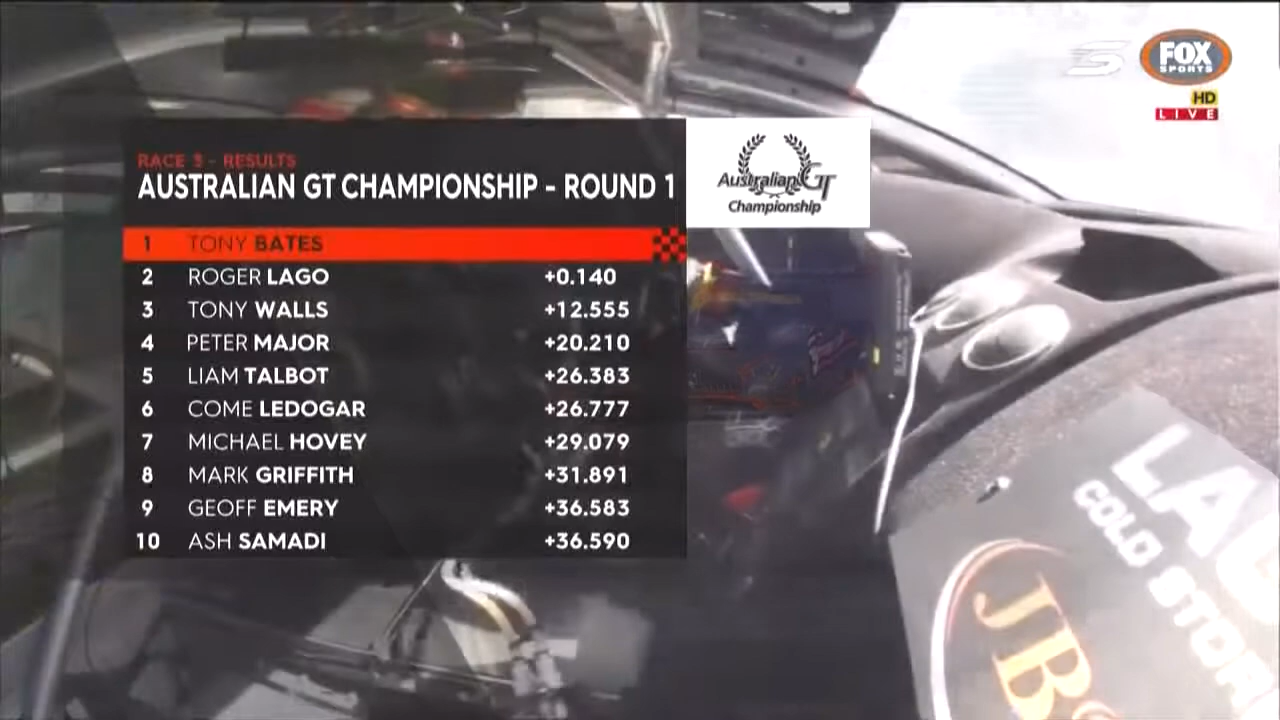 FOX
SPORTS
HD
LIVE
RACE 3 - RESULTS
AUSTRALIAN GT CHAMPIONSHIP - ROUND 1
Australian GT
Championship
1 TONY BATES
2 ROGER LAGO +0.140
3 TONY WALLS +12.555
4 PETER MAJOR +20.210
5 LIAM TALBOT +26.383
6 COME LEDOGAR +26.777
7 MICHAEL HOVEY +29.079
8 MARK GRIFFITH +31.891
9 GEOFF EMERY +36.583
10 ASH SAMADI +36.590
COLD
JB